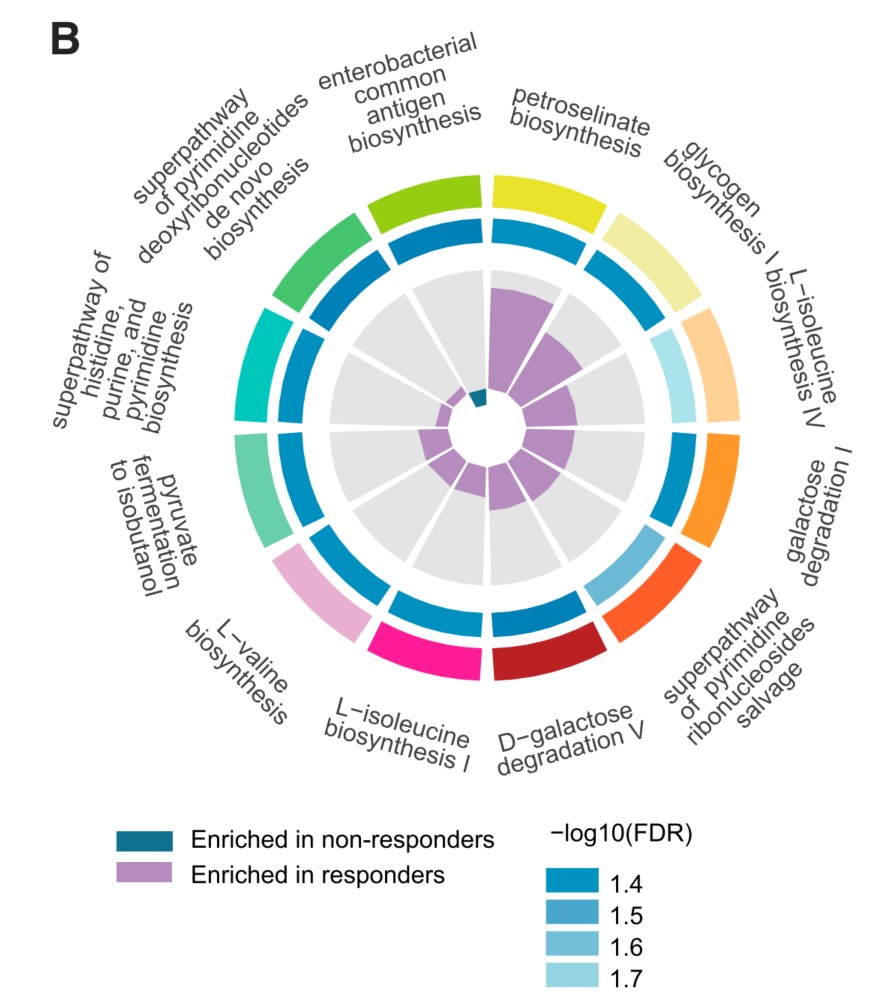 B
enterobacterial
common
antigen
biosynthesis
petroselinate
biosynthesis
glycogen
biosynthesis I
L−isoleucine
biosynthesis IV
galactose
degradation I
superpathway
of pyrimidine
ribonucleosides
salvage
D−galactose
degradation V
L−isoleucine
biosynthesis I
L−valine
biosynthesis
pyruvate
fermentation
to isobutanol
superpathway of
histidine,
purine, and
pyrimidine
biosynthesis
superpathway
of pyrimidine
deoxyribonucleotides
de novo
biosynthesis
Enriched in non-responders
Enriched in responders
−log10(FDR)
1.4
1.5
1.6
1.7